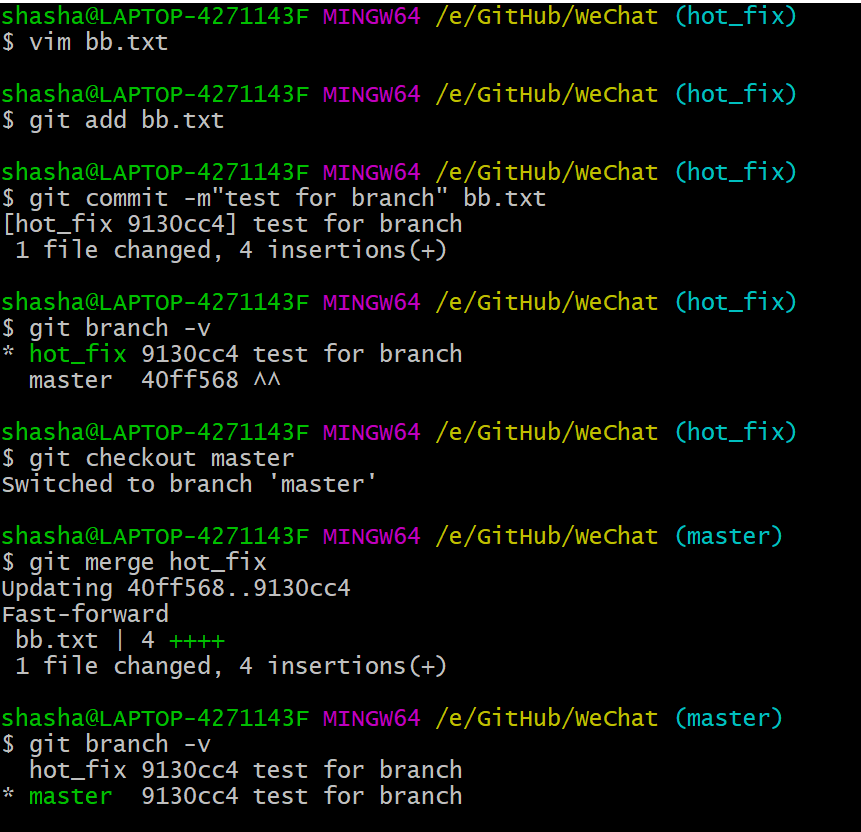 shasha@LAPTOP-4271143F MINGW64 /e/GitHub/WeChat (hot_fix)
$ vim bb.txt
shasha@LAPTOP-4271143F MINGW64 /e/GitHub/WeChat (hot_fix)
$ git add bb.txt
shasha@LAPTOP-4271143F MINGW64 /e/GitHub/WeChat (hot_fix)
$ git commit -m"test for branch" bb.txt
[hot_fix 9130cc4] test for branch
 1 file changed, 4 insertions(+)
shasha@LAPTOP-4271143F MINGW64 /e/GitHub/WeChat (hot_fix)
$ git branch -v
* hot_fix 9130cc4 test for branch
  master  40ff568 ^^
shasha@LAPTOP-4271143F MINGW64 /e/GitHub/WeChat (hot_fix)
$ git checkout master
Switched to branch 'master'
shasha@LAPTOP-4271143F MINGW64 /e/GitHub/WeChat (master)
$ git merge hot_fix
Updating 40ff568..9130cc4
Fast-forward
 bb.txt | 4 ++++
 1 file changed, 4 insertions(+)
shasha@LAPTOP-4271143F MINGW64 /e/GitHub/WeChat (master)
$ git branch -v
  hot_fix 9130cc4 test for branch
* master  9130cc4 test for branch